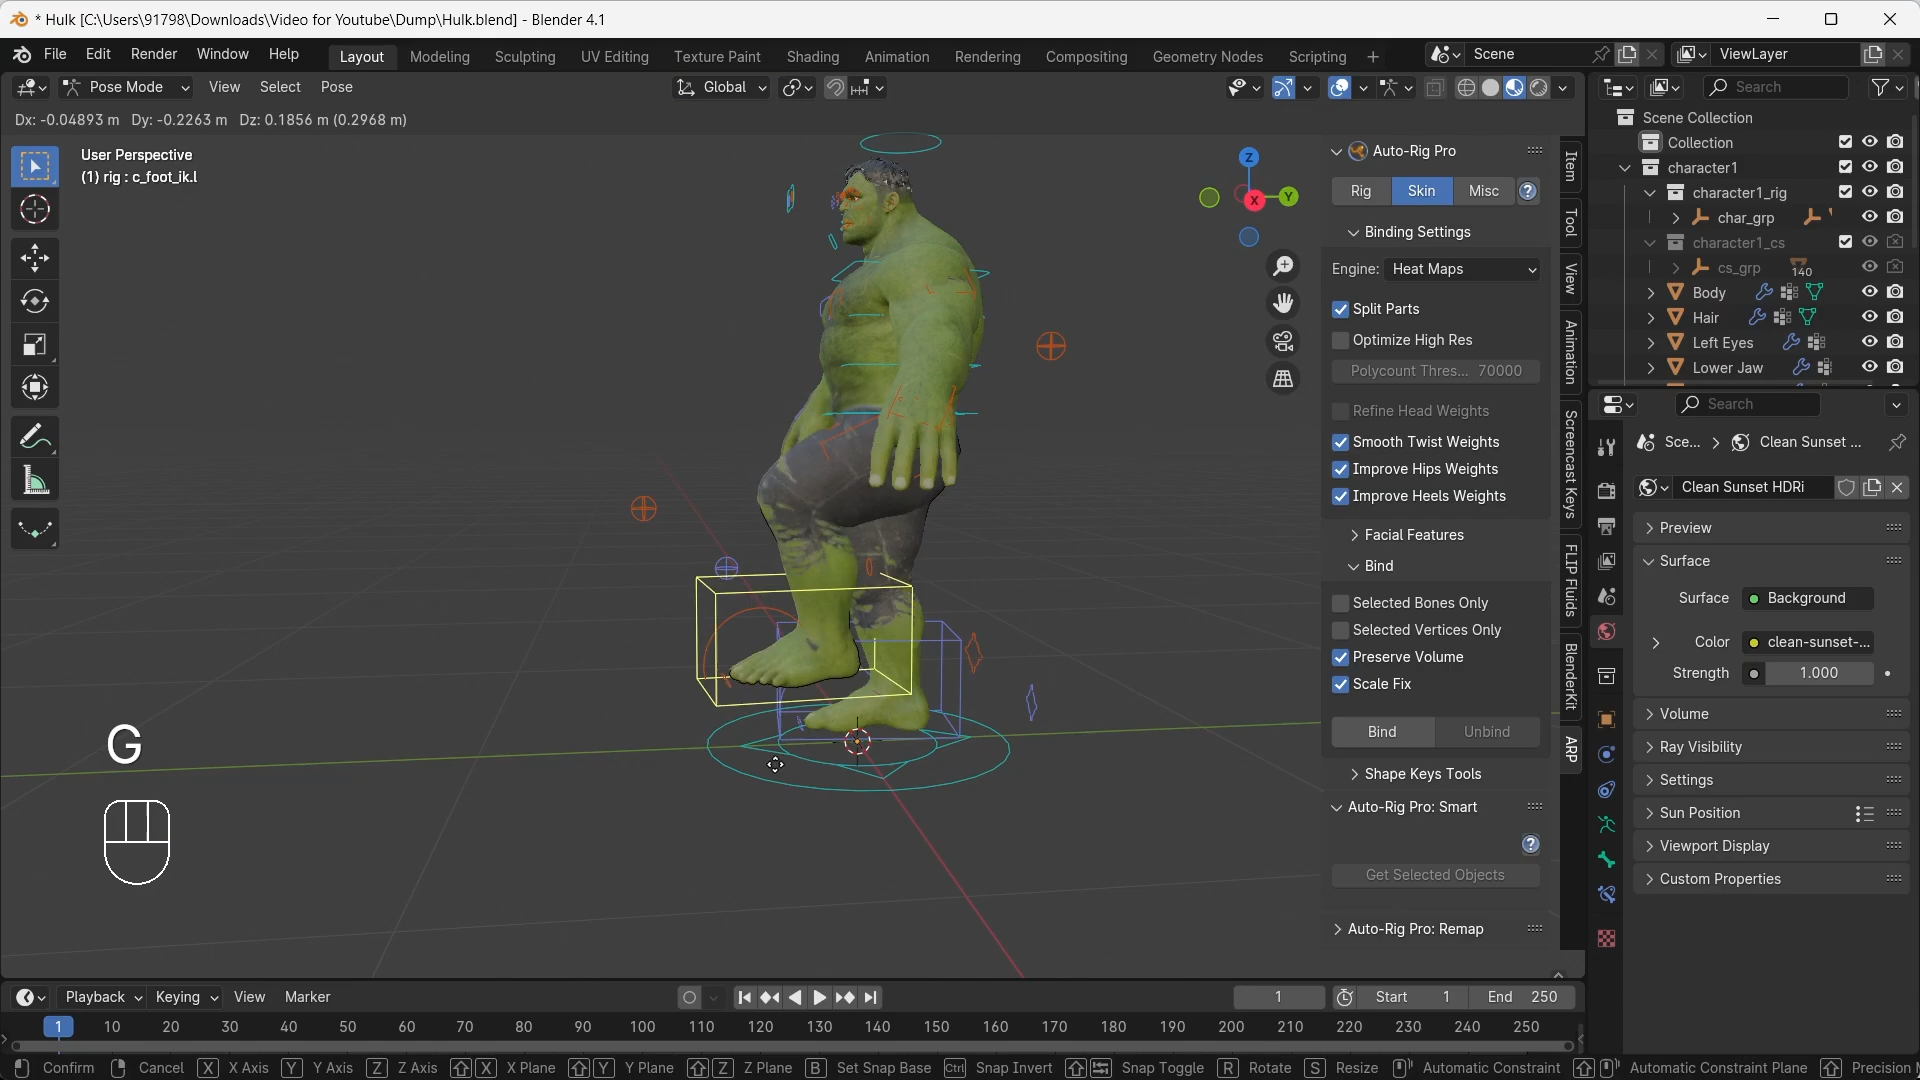 * Hulk [C:\Users\91798\Downloads\Video for Youtube\Dump\Hulk.blend] - Blender 4.1
File Edit Render Window Help Layout Modeling Sculpting UV Editing Texture Paint Shading Animation Rendering Compositing Geometry Nodes Scripting + Scene ViewLayer
Pose Mode View Select Pose Global Search
Dx: -0.04893 m Dy: -0.2263 m Dz: 0.1856 m (0.2968 m)
User Perspective
(1) rig : c_foot_ik.l
Z
Y
X
G
Auto-Rig Pro
Rig Skin Misc ?
Binding Settings
Engine: Heat Maps
Split Parts
Optimize High Res
Polycount Thres... 70000
Refine Head Weights
Smooth Twist Weights
Improve Hips Weights
Improve Heels Weights
Facial Features
Bind
Selected Bones Only
Selected Vertices Only
Preserve Volume
Scale Fix
Bind Unbind
Shape Keys Tools
Auto-Rig Pro: Smart
?
Get Selected Objects
Auto-Rig Pro: Remap
Item
Tool
View
Animation
Screencast Keys
FLIP Fluids
BlenderKit
ARP
Scene Collection
Collection
character1
character1_rig
char_grp
character1_cs
cs_grp 140
Body
Hair
Left Eyes
Lower Jaw
Search
Sce... Clean Sunset ...
Clean Sunset HDRi
Preview
Surface
Surface Background
Color clean-sunset-...
Strength 1.000
Volume
Ray Visibility
Settings
Sun Position
Viewport Display
Custom Properties
Playback Keying View Marker 1 Start 1 End 250
1 10 20 30 40 50 60 70 80 90 100 110 120 130 140 150 160 170 180 190 200 210 220 230 240 250
Confirm Cancel X X Axis Y Y Axis Z Z Axis X X Plane Y Y Plane Z Z Plane B Set Snap Base Ctrl Snap Invert Snap Toggle R Rotate S Resize Automatic Constraint Automatic Constraint Plane Precision